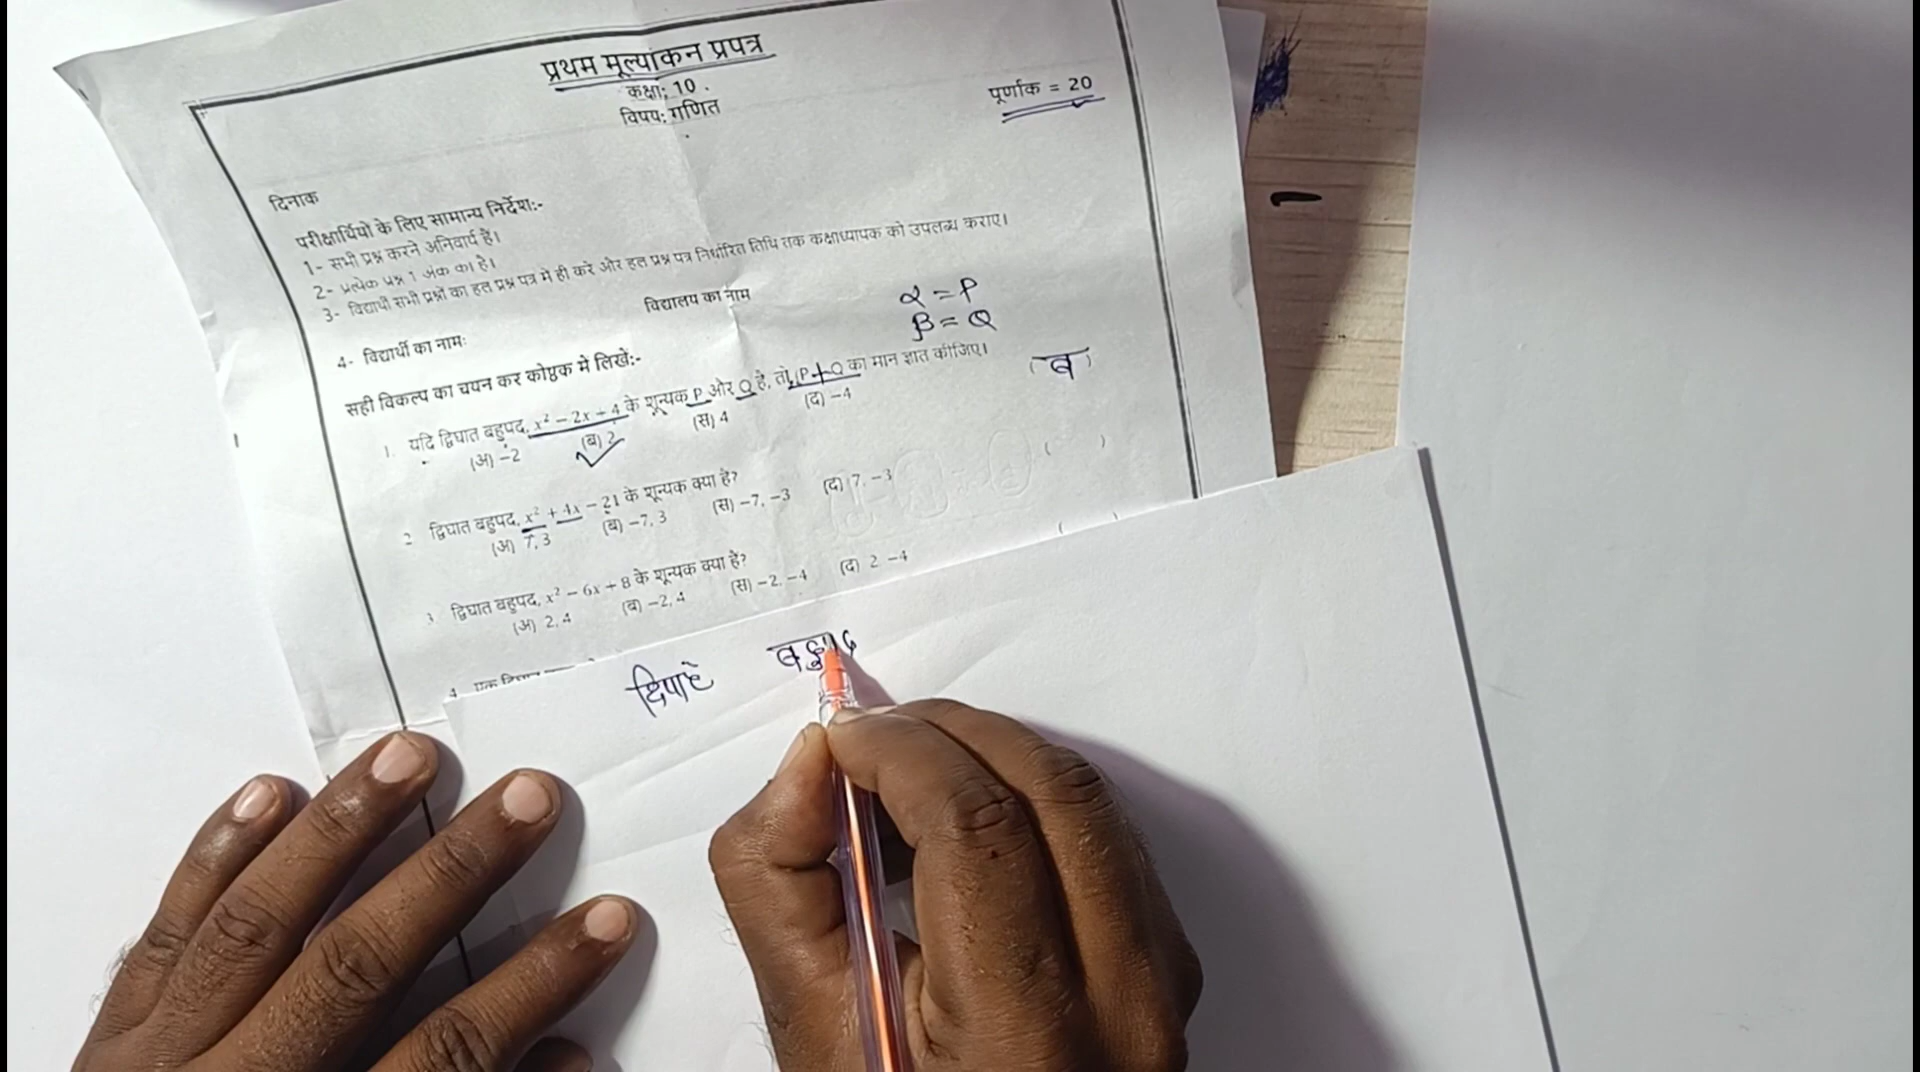 प्रथम मूल्यांकन प्रपत्र
कक्षा: 10
विषय: गणित
पूर्णांक = 20
दिनांक
परीक्षार्थियों के लिए सामान्य निर्देश:-
1- सभी प्रश्न करने अनिवार्य हैं।
2- प्रत्येक प्रश्न 1 अंक का है।
3- विद्यार्थी सभी प्रश्नों का हल प्रश्न पत्र में ही करे और हल प्रश्न पत्र निर्धारित तिथि तक कक्षाध्यापक को उपलब्ध कराए।
4- विद्यार्थी का नाम: विद्यालय का नाम
α = P
β = Q
सही विकल्प का चयन कर कोष्ठक में लिखें:-
1. यदि द्विघात बहुपद, x² − 2x + 4 के शून्यक P और Q है, तो, P + Q का मान ज्ञात कीजिए। (ब)
(अ) −2 (ब) 2 (स) 4 (द) −4
2 द्विघात बहुपद, x² + 4x − 21 के शून्यक क्या है? ( )
(अ) 7, 3 (ब) −7, 3 (स) −7, −3 (द) 7, −3
3 द्विघात बहुपद, x² − 6x + 8 के शून्यक क्या है? ( )
(अ) 2, 4 (ब) −2, 4 (स) −2, −4 (द) 2 −4
4 एक